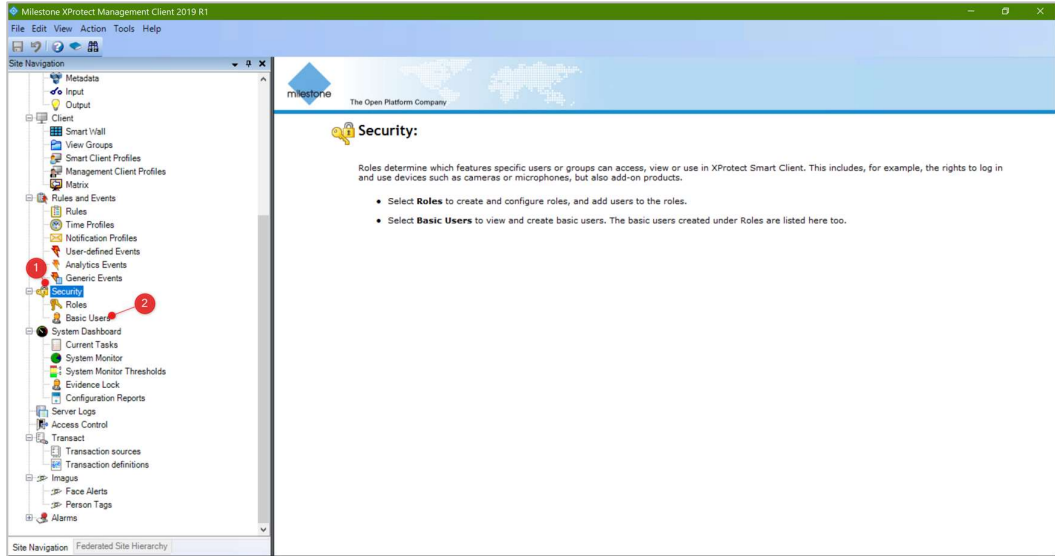 Milestone XProtect Management Client 2019 R1
File Edit View Action Tools Help
Site Navigation
Metadata
Input
Output
Client
Smart Wall
View Groups
Smart Client Profiles
Management Client Profiles
Matrix
Rules and Events
Rules
Time Profiles
Notification Profiles
User-defined Events
Analytics Events
1
Generic Events
Security
Roles
2
Basic Users
System Dashboard
Current Tasks
System Monitor
System Monitor Thresholds
Evidence Lock
Configuration Reports
Server Logs
Access Control
Transact
Transaction sources
Transaction definitions
Imagus
Face Alerts
Person Tags
Alarms
Site Navigation Federated Site Hierarchy
milestone
The Open Platform Company
Security:
Roles determine which features specific users or groups can access, view or use in XProtect Smart Client. This includes, for example, the rights to log in
and use devices such as cameras or microphones, but also add-on products.
• Select Roles to create and configure roles, and add users to the roles.
• Select Basic Users to view and create basic users. The basic users created under Roles are listed here too.